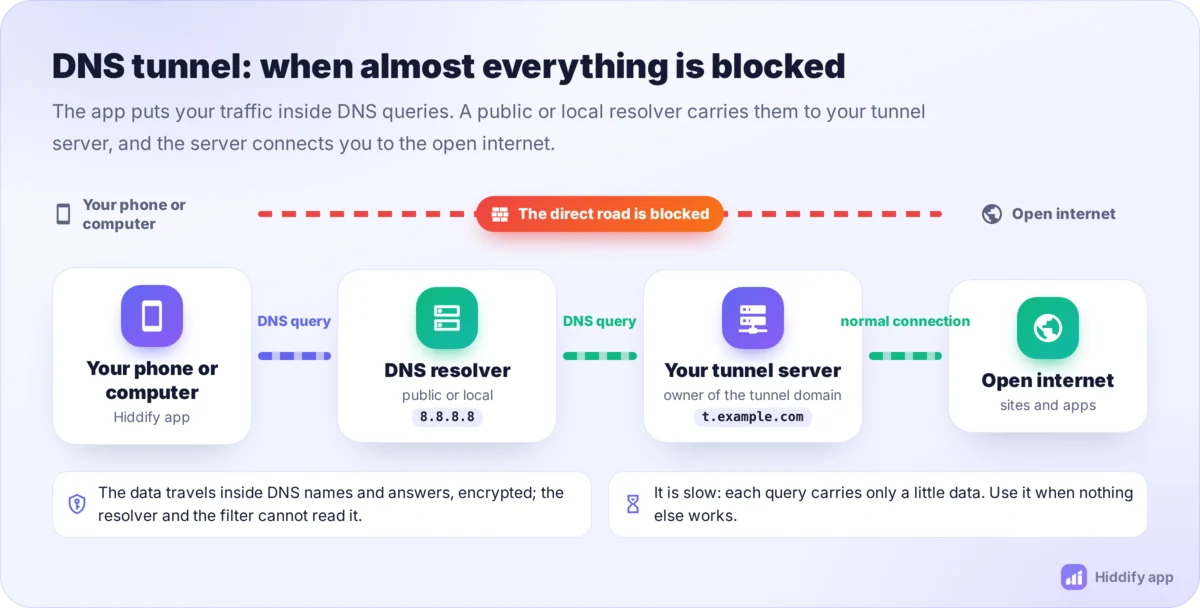 DNS tunnel: when almost everything is blocked
The app puts your traffic inside DNS queries. A public or local resolver carries them to your tunnel
server, and the server connects you to the open internet.
Your phone or
computer
The direct road is blocked
Open internet
Your phone or
computer
Hiddify app
DNS query
DNS resolver
public or local
8.8.8.8
DNS query
Your tunnel server
owner of the tunnel domain
t.example.com
normal connection
Open internet
sites and apps
The data travels inside DNS names and answers, encrypted; the
resolver and the filter cannot read it.
It is slow: each query carries only a little data. Use it when nothing
else works.
Hiddify app